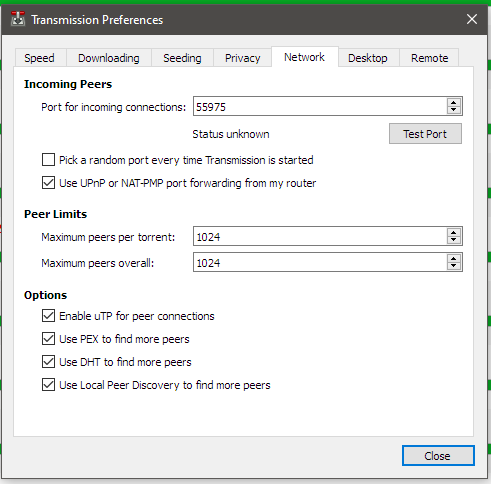 Transmission Preferences
Speed Downloading Seeding Privacy Network Desktop Remote
Incoming Peers
Port for incoming connections: 55975
Status unknown Test Port
Pick a random port every time Transmission is started
Use UPnP or NAT-PMP port forwarding from my router
Peer Limits
Maximum peers per torrent: 1024
Maximum peers overall: 1024
Options
Enable uTP for peer connections
Use PEX to find more peers
Use DHT to find more peers
Use Local Peer Discovery to find more peers
Close